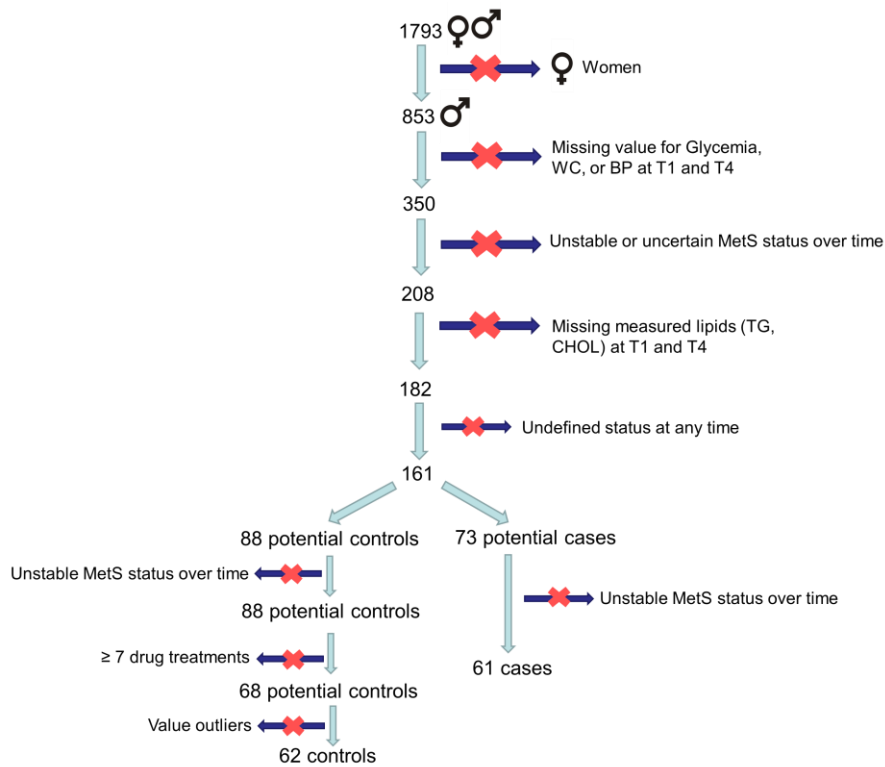 1793
Women
853
Missing value for Glycemia,
WC, or BP at T1 and T4
350
Unstable or uncertain MetS status over time
208
Missing measured lipids (TG,
CHOL) at T1 and T4
182
Undefined status at any time
161
88 potential controls
73 potential cases
Unstable MetS status over time
Unstable MetS status over time
88 potential controls
≥ 7 drug treatments
61 cases
68 potential controls
Value outliers
62 controls